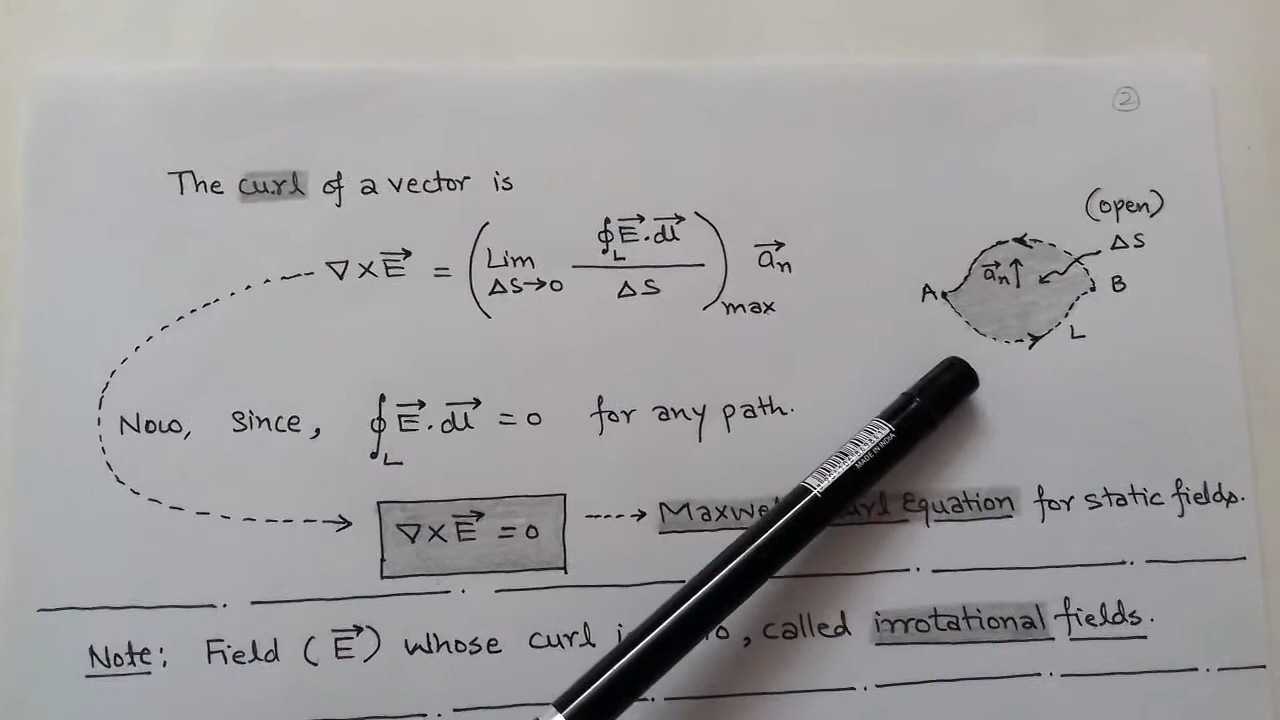 ②
The curl of a vector is
(open)
∇×E⃗ = (Lim ΔS→0 ∮L E⃗.dl⃗ / ΔS)max a⃗n
ΔS
a⃗n↑
A
B
L
Now, since, ∮L E⃗.dl⃗ = 0 for any path.
∇×E⃗ = 0 ----> Equation for static fields.
Note: Field (E⃗) whose curl , called irrotational fields.
MADE IN INDIA